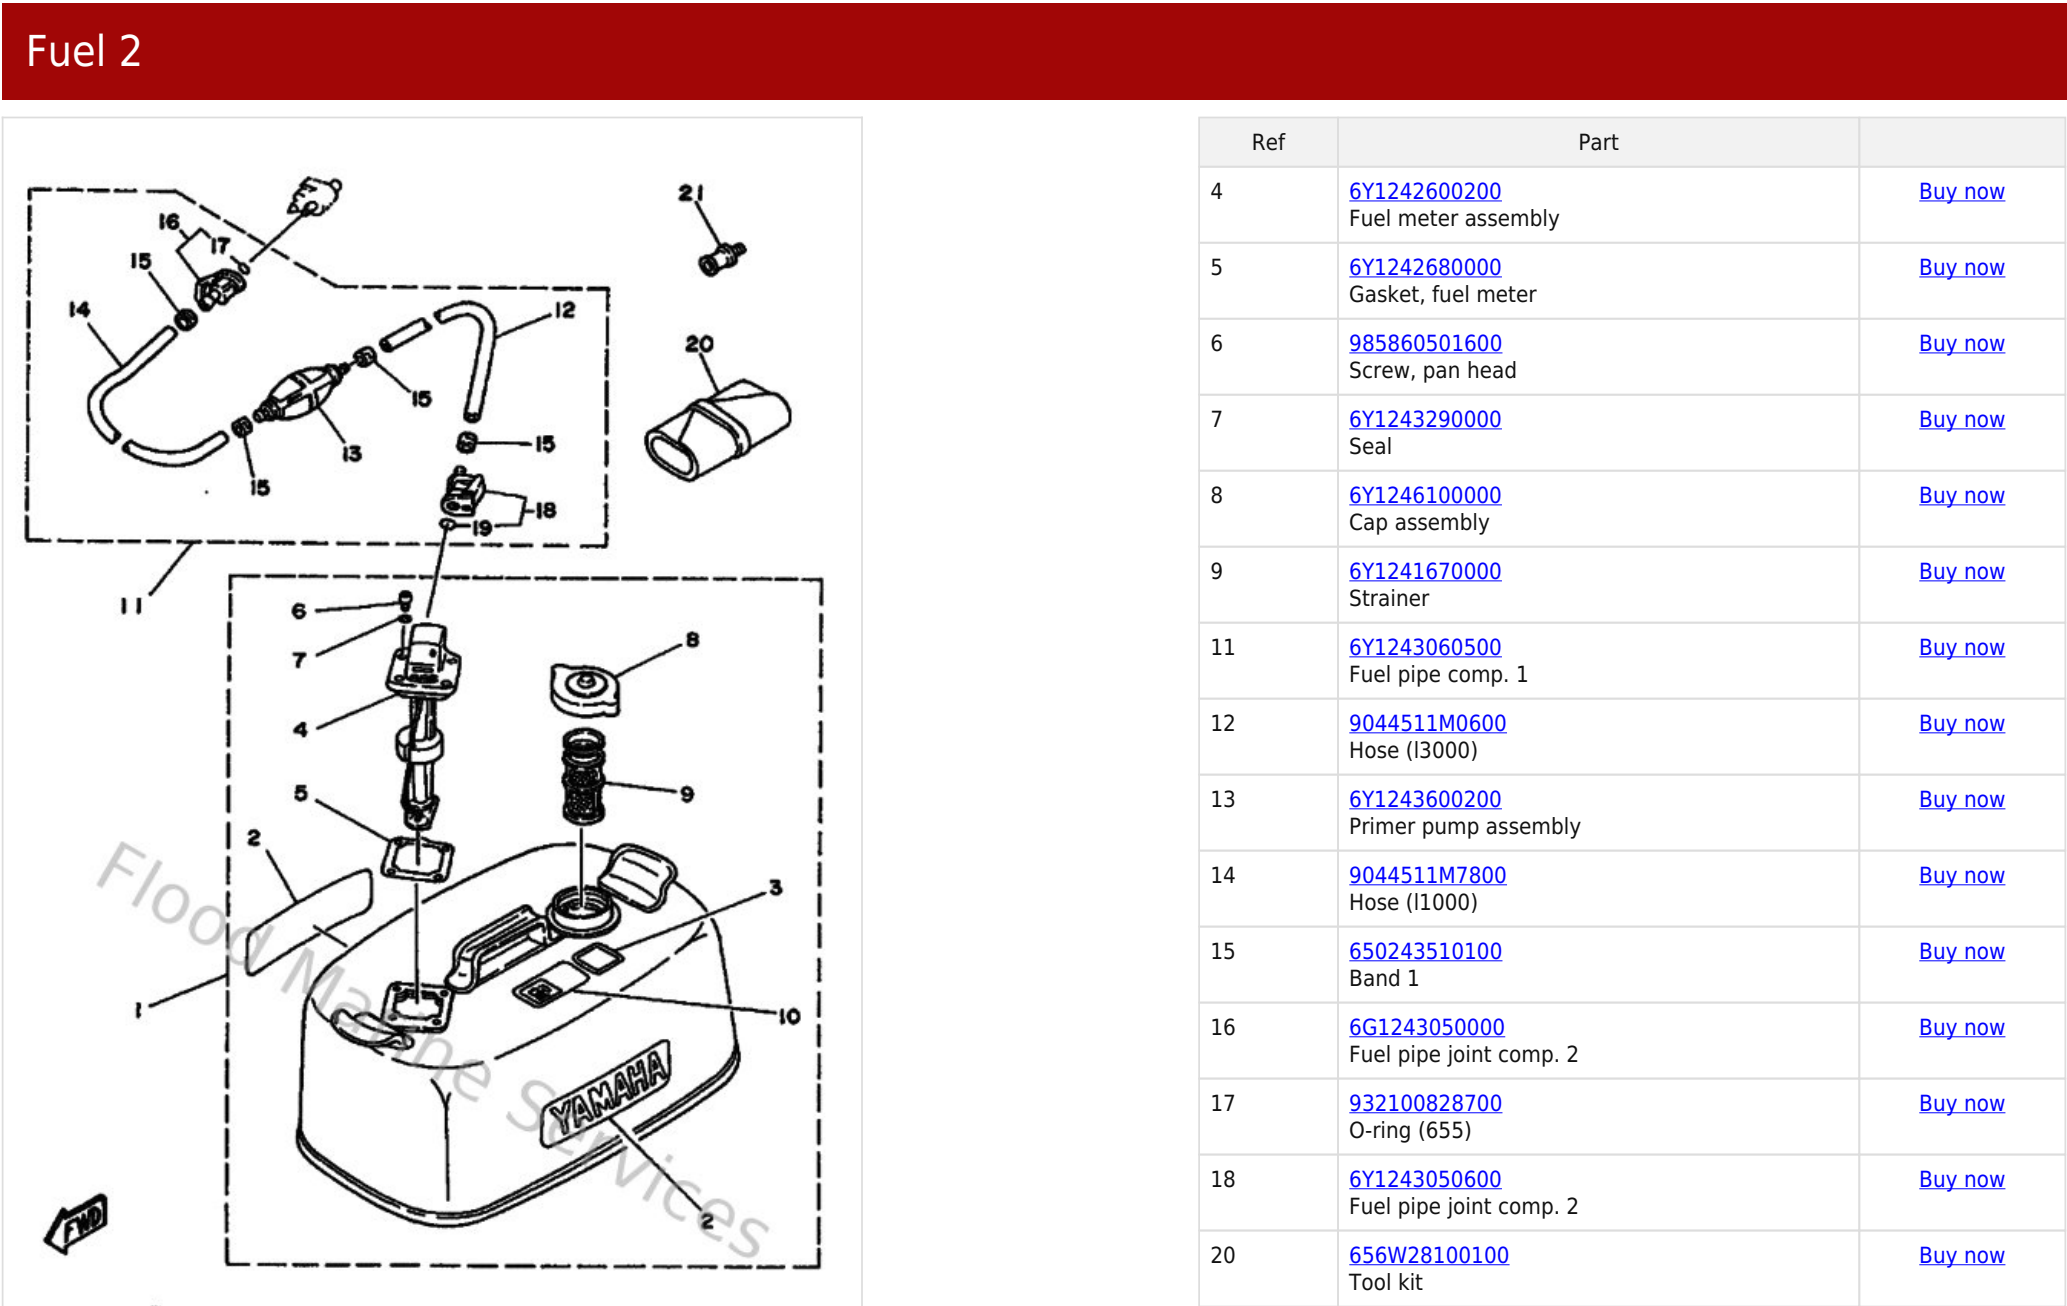 Fuel 2
21
16
17
15
14
12
20
15
13
15
15
18
19
11
6
7
8
4
5
9
2
3
1
10
YAMAHA
2
FWD
Flood Marine Services
Ref Part
4 6Y1242600200 Buy now
Fuel meter assembly
5 6Y1242680000 Buy now
Gasket, fuel meter
6 985860501600 Buy now
Screw, pan head
7 6Y1243290000 Buy now
Seal
8 6Y1246100000 Buy now
Cap assembly
9 6Y1241670000 Buy now
Strainer
11 6Y1243060500 Buy now
Fuel pipe comp. 1
12 9044511M0600 Buy now
Hose (l3000)
13 6Y1243600200 Buy now
Primer pump assembly
14 9044511M7800 Buy now
Hose (l1000)
15 650243510100 Buy now
Band 1
16 6G1243050000 Buy now
Fuel pipe joint comp. 2
17 932100828700 Buy now
O-ring (655)
18 6Y1243050600 Buy now
Fuel pipe joint comp. 2
20 656W28100100 Buy now
Tool kit